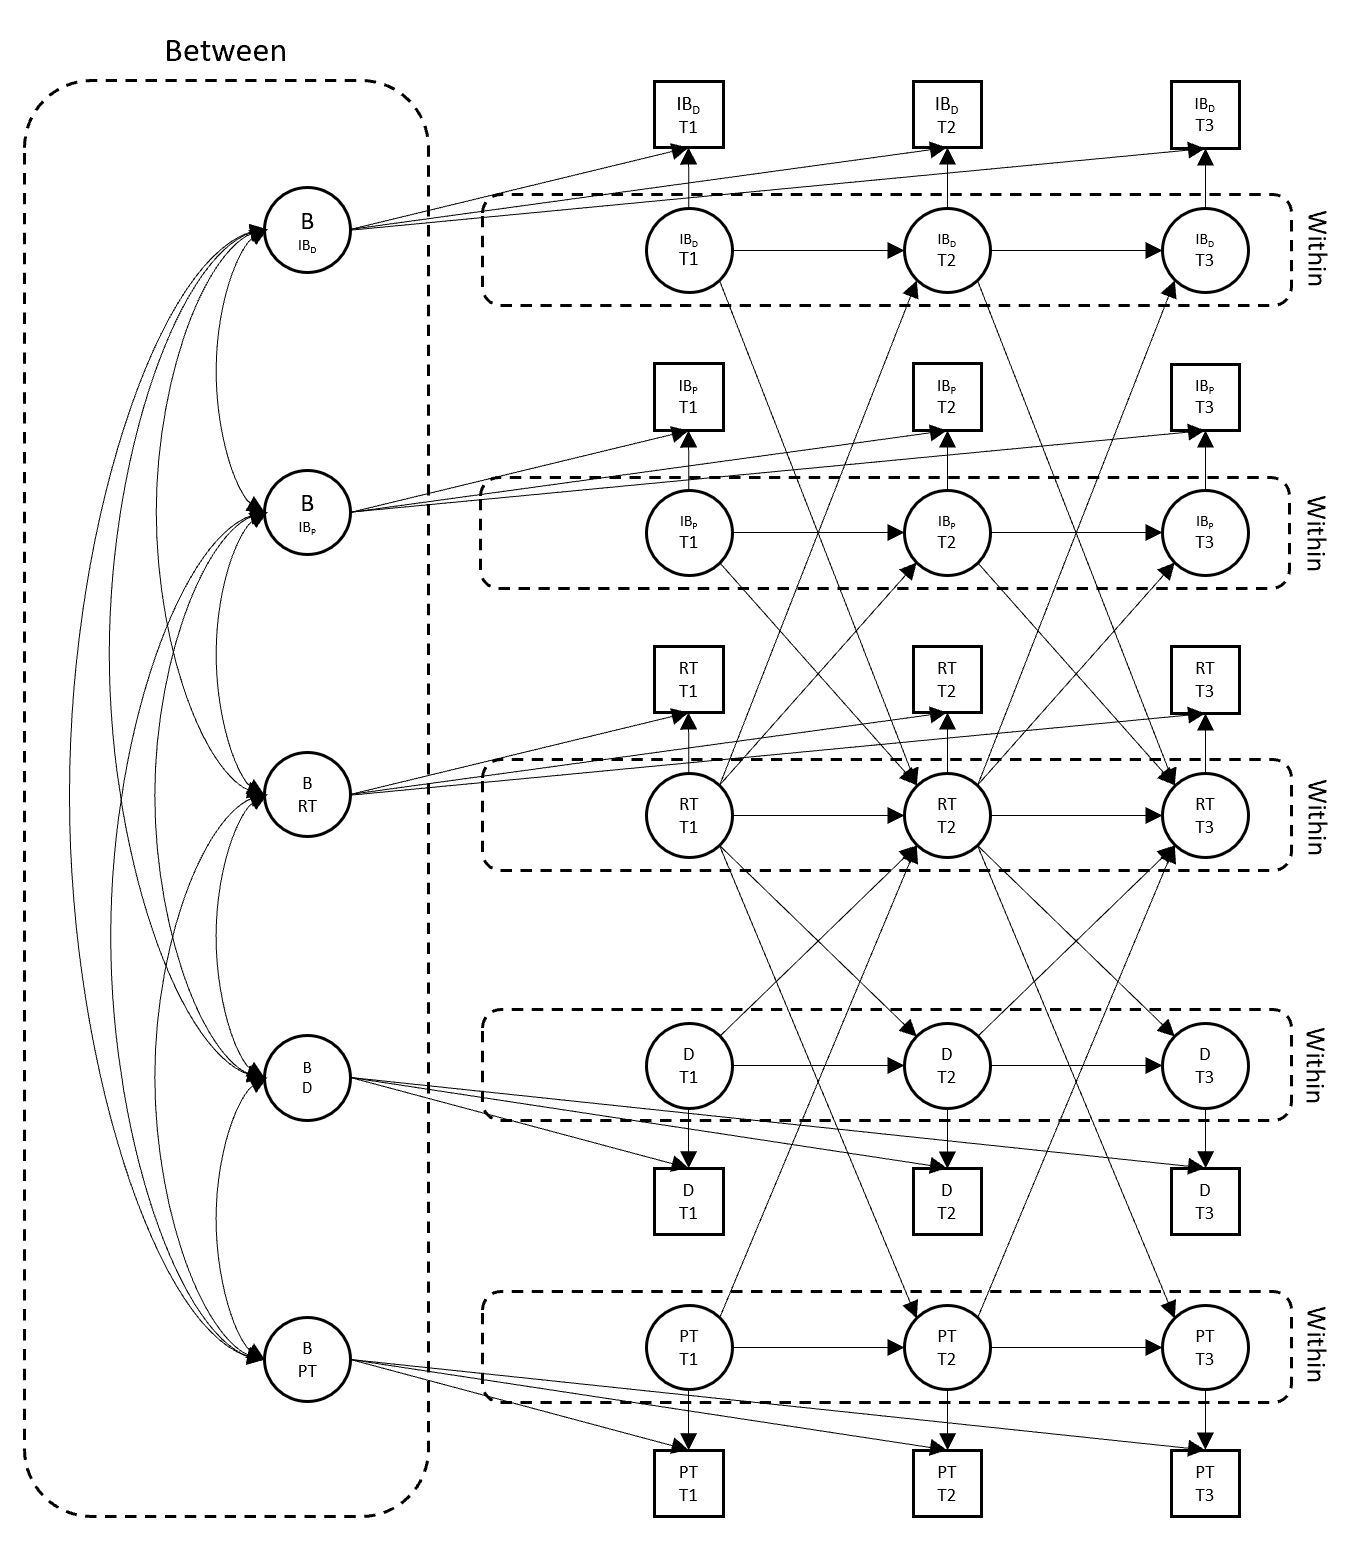 Between
IB_D
T1
IB_D
T2
IB_D
T3
B
IB_D
IB_D
T1
IB_D
T2
IB_D
T3
Within
IB_P
T1
IB_P
T2
IB_P
T3
B
IB_P
IB_P
T1
IB_P
T2
IB_P
T3
Within
RT
T1
RT
T2
RT
T3
B
RT
RT
T1
RT
T2
RT
T3
Within
B
D
D
T1
D
T2
D
T3
Within
D
T1
D
T2
D
T3
B
PT
PT
T1
PT
T2
PT
T3
Within
PT
T1
PT
T2
PT
T3